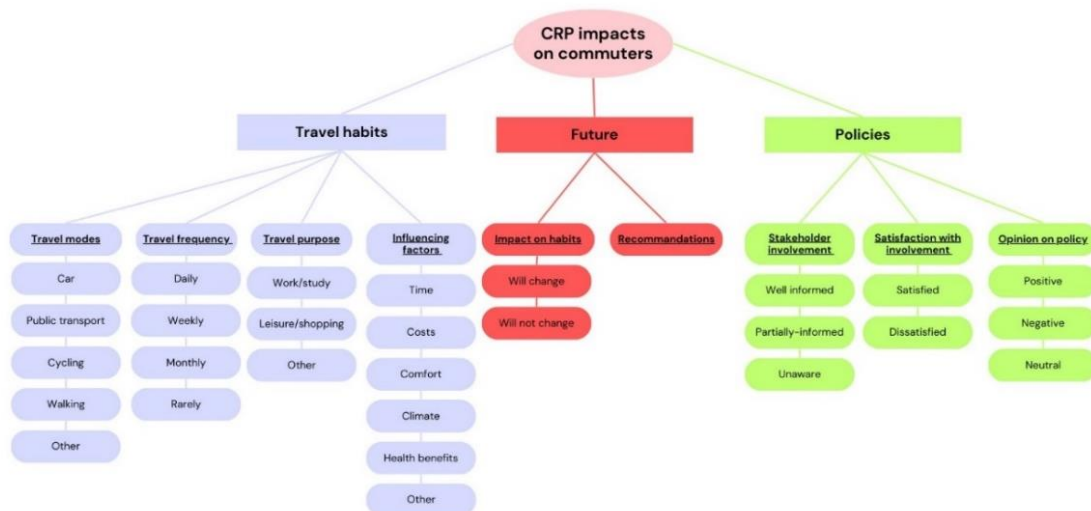 CRP impacts
on commuters
Travel habits
Future
Policies
Travel modes
Car
Public transport
Cycling
Walking
Other
Travel frequency
Daily
Weekly
Monthly
Rarely
Travel purpose
Work/study
Leisure/shopping
Other
Influencing
factors
Time
Costs
Comfort
Climate
Health benefits
Other
Impact on habits
Will change
Will not change
Recommandations
Stakeholder
involvement
Well informed
Partially-informed
Unaware
Satisfaction with
involvement
Satisfied
Dissatisfied
Opinion on policy
Positive
Negative
Neutral